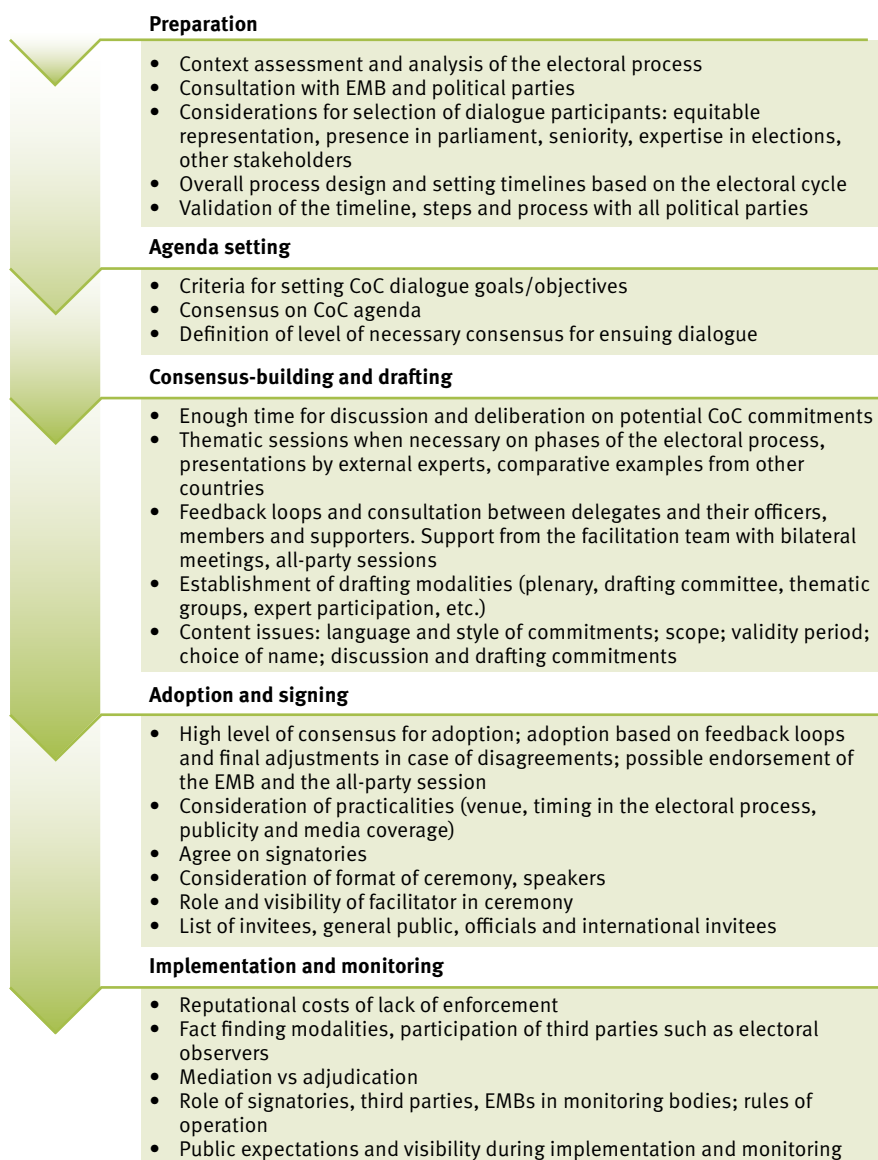 Preparation
• Context assessment and analysis of the electoral process
• Consultation with EMB and political parties
• Considerations for selection of dialogue participants: equitable
representation, presence in parliament, seniority, expertise in elections,
other stakeholders
• Overall process design and setting timelines based on the electoral cycle
• Validation of the timeline, steps and process with all political parties
Agenda setting
• Criteria for setting CoC dialogue goals/objectives
• Consensus on CoC agenda
• Definition of level of necessary consensus for ensuing dialogue
Consensus-building and drafting
• Enough time for discussion and deliberation on potential CoC commitments
• Thematic sessions when necessary on phases of the electoral process,
presentations by external experts, comparative examples from other
countries
• Feedback loops and consultation between delegates and their officers,
members and supporters. Support from the facilitation team with bilateral
meetings, all-party sessions
• Establishment of drafting modalities (plenary, drafting committee, thematic
groups, expert participation, etc.)
• Content issues: language and style of commitments; scope; validity period;
choice of name; discussion and drafting commitments
Adoption and signing
• High level of consensus for adoption; adoption based on feedback loops
and final adjustments in case of disagreements; possible endorsement of
the EMB and the all-party session
• Consideration of practicalities (venue, timing in the electoral process,
publicity and media coverage)
• Agree on signatories
• Consideration of format of ceremony, speakers
• Role and visibility of facilitator in ceremony
• List of invitees, general public, officials and international invitees
Implementation and monitoring
• Reputational costs of lack of enforcement
• Fact finding modalities, participation of third parties such as electoral
observers
• Mediation vs adjudication
• Role of signatories, third parties, EMBs in monitoring bodies; rules of
operation
• Public expectations and visibility during implementation and monitoring